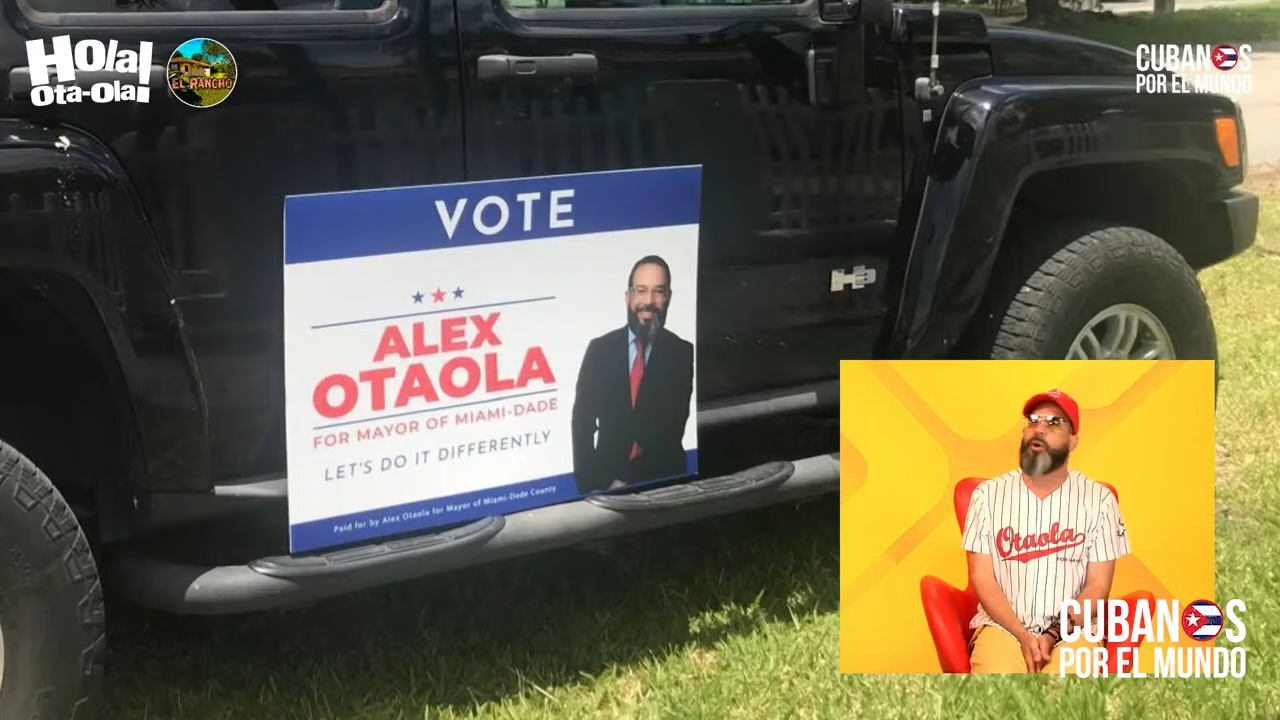 Hola!
Ota-Ola!
EL RANCHO
CUBANOS
POR EL MUNDO
VOTE
ALEX
OTAOLA
FOR MAYOR OF MIAMI-DADE
LET'S DO IT DIFFERENTLY
Paid for by Alex Otaola for Mayor of Miami-Dade County
H3
Otaola
CUBANOS
POR EL MUNDO